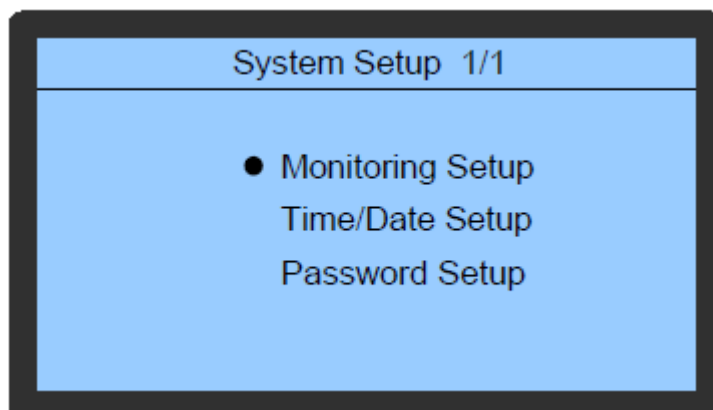 System Setup 1/1
● Monitoring Setup
Time/Date Setup
Password Setup